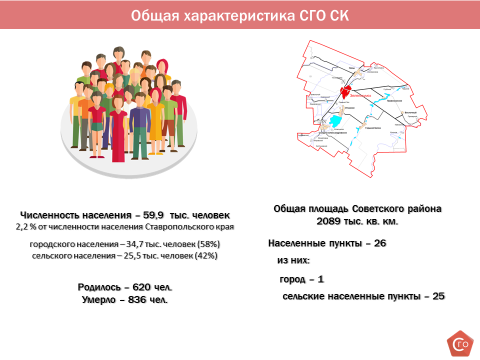 Общая характеристика СГО СК
Численность населения – 59,9 тыс. человек
2,2 % от численности населения Ставропольского края
городского населения – 34,7 тыс. человек (58%)
сельского населения – 25,5 тыс. человек (42%)
Родилось – 620 чел.
Умерло – 836 чел.
Общая площадь Советского района
2089 тыс. кв. км.
Населенные пункты – 26
из них:
город – 1
сельские населенные пункты – 25
СГО